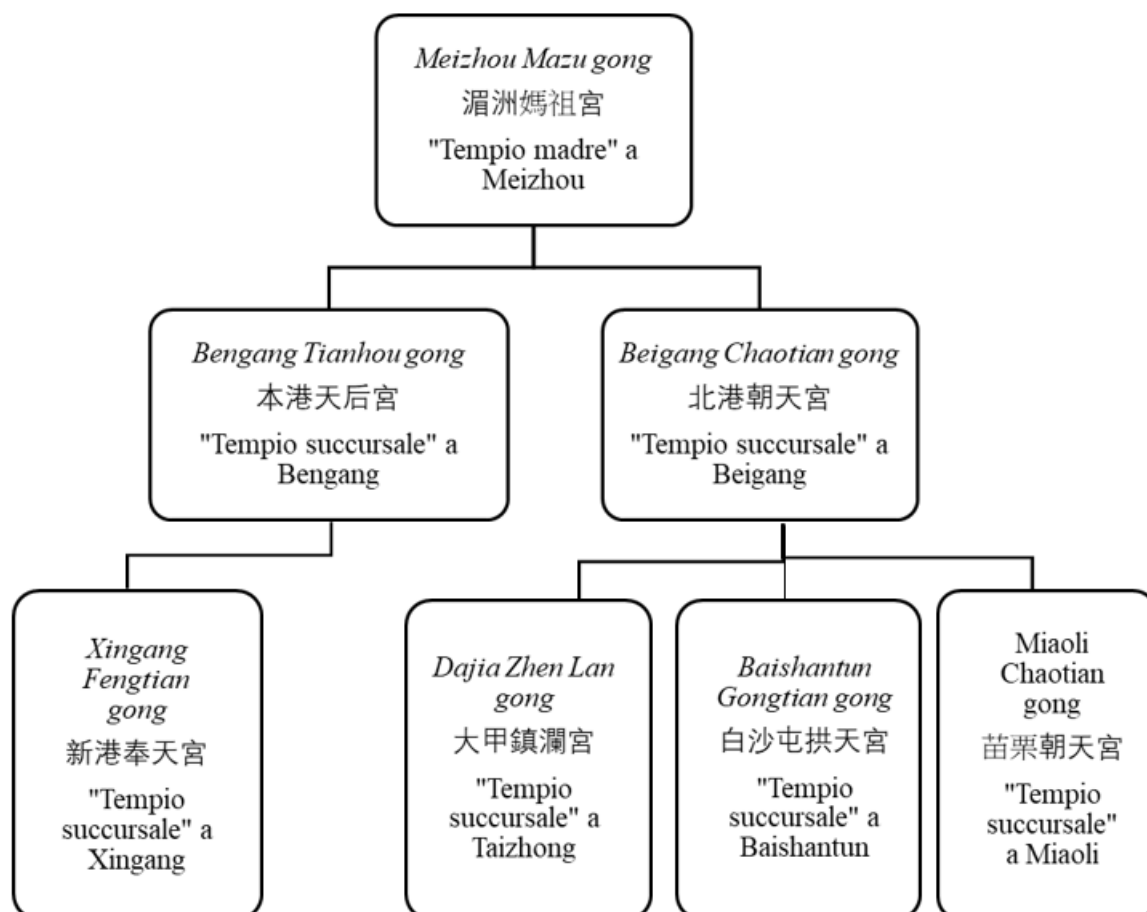 Meizhou Mazu gong
湄洲媽祖宮
"Tempio madre" a
Meizhou
Bengang Tianhou gong
本港天后宮
"Tempio succursale" a
Bengang
Beigang Chaotian gong
北港朝天宮
"Tempio succursale" a
Beigang
Xingang
Fengtian
gong
新港奉天宮
"Tempio
succursale" a
Xingang
Dajia Zhen Lan
gong
大甲鎮瀾宮
"Tempio
succursale" a
Taizhong
Baishantun
Gongtian gong
白沙屯拱天宮
"Tempio
succursale" a
Baishantun
Miaoli
Chaotian
gong
苗栗朝天宮
"Tempio
succursale"
a Miaoli